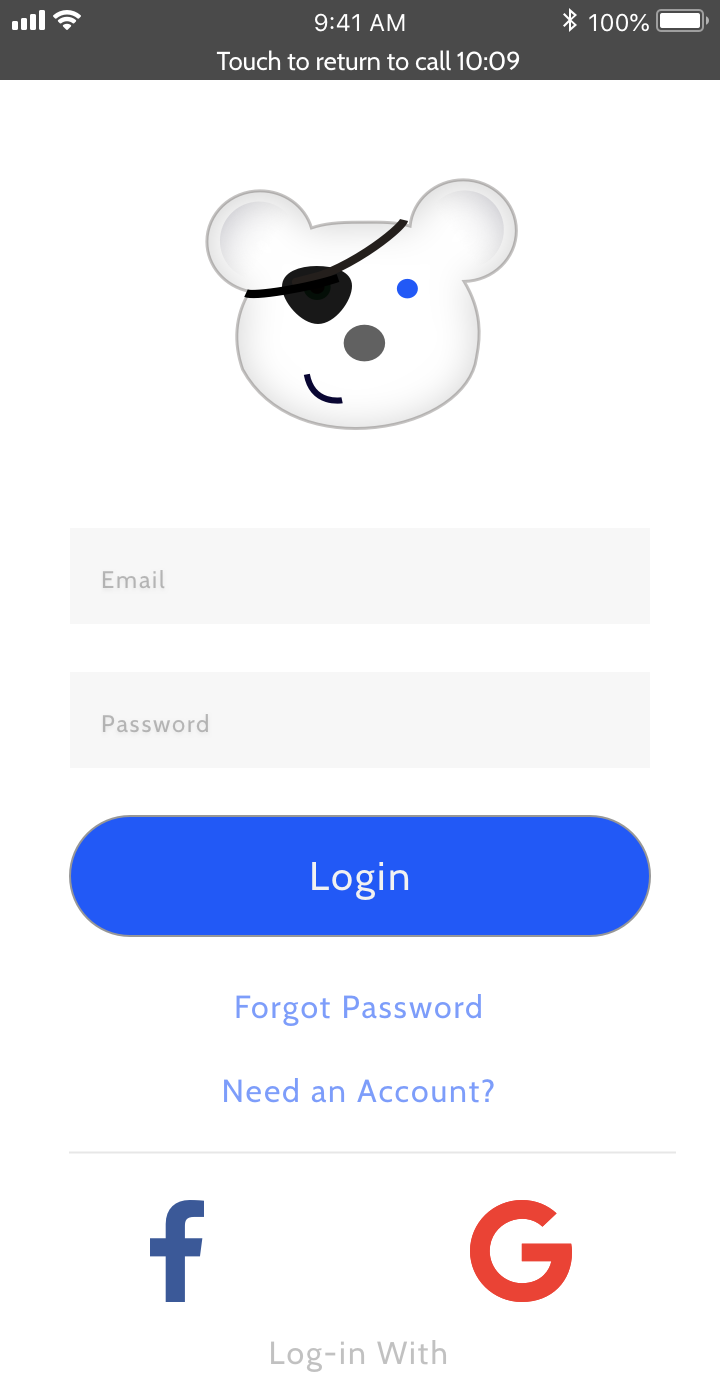 9:41 AM 100%
Touch to return to call 10:09
Email
Password
Login
Forgot Password
Need an Account?
f G
Log-in With